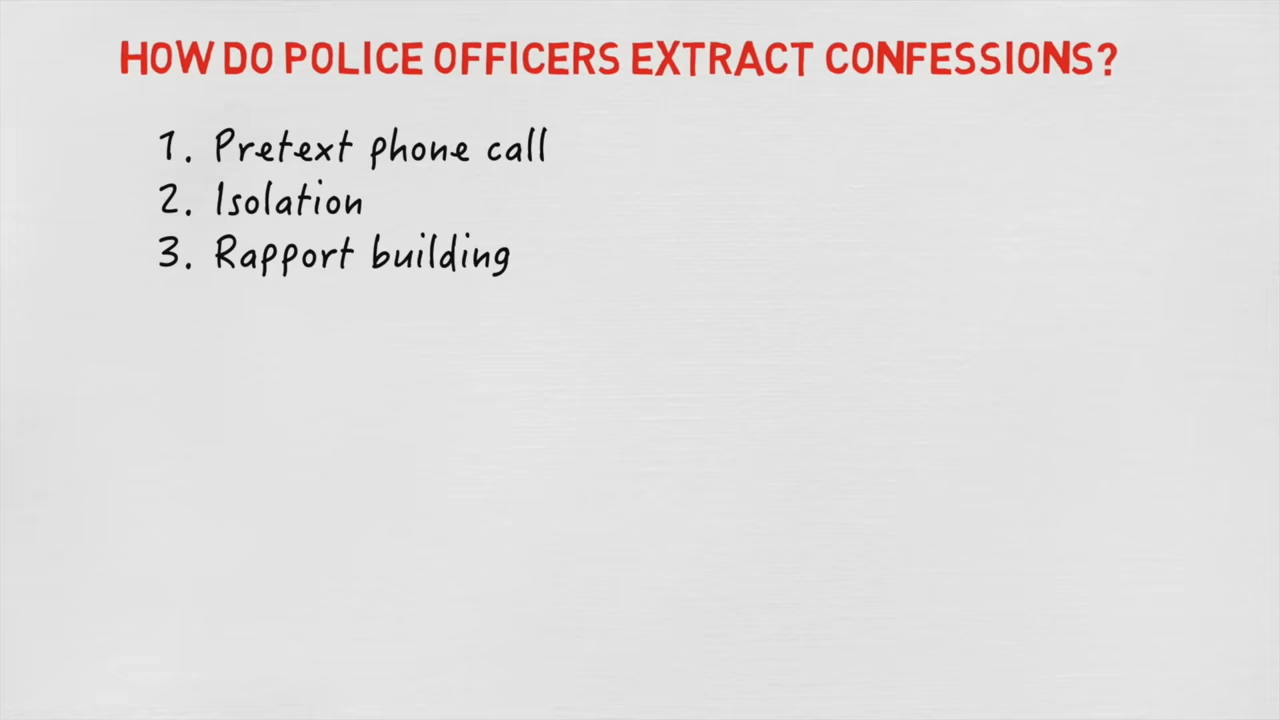 HOW DO POLICE OFFICERS EXTRACT CONFESSIONS?
1. Pretext phone call
2. Isolation
3. Rapport building